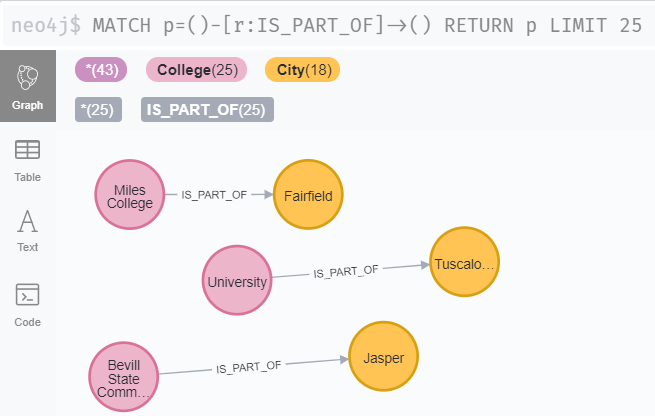 neo4j$ MATCH p=()-[r:IS_PART_OF]->() RETURN p LIMIT 25
*(43) College(25) City(18)
*(25) IS_PART_OF(25)
Graph
Table
Text
Code
Miles
College
IS_PART_OF
Fairfield
University
IS_PART_OF
Tuscalo…
Bevill
State
Comm…
IS_PART_OF
Jasper